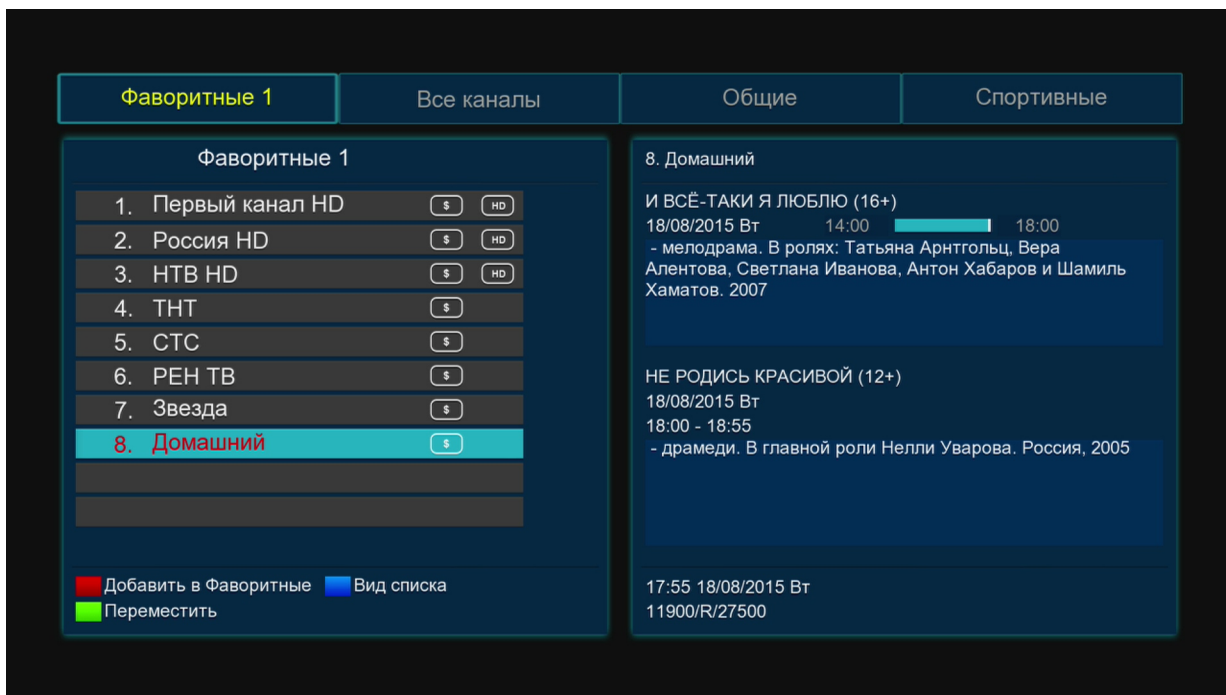 Фаворитные 1
Все каналы
Общие
Спортивные
Фаворитные 1
1. Первый канал HD $ HD
2. Россия HD $ HD
3. НТВ HD $ HD
4. ТНТ $
5. СТС $
6. РЕН ТВ $
7. Звезда $
8. Домашний $
Добавить в Фаворитные Вид списка
Переместить
8. Домашний
И ВСЁ-ТАКИ Я ЛЮБЛЮ (16+)
18/08/2015 Вт 14:00 18:00
- мелодрама. В ролях: Татьяна Арнтгольц, Вера
Алентова, Светлана Иванова, Антон Хабаров и Шамиль
Хаматов. 2007
НЕ РОДИСЬ КРАСИВОЙ (12+)
18/08/2015 Вт
18:00 - 18:55
- драмеди. В главной роли Нелли Уварова. Россия, 2005
17:55 18/08/2015 Вт
11900/R/27500